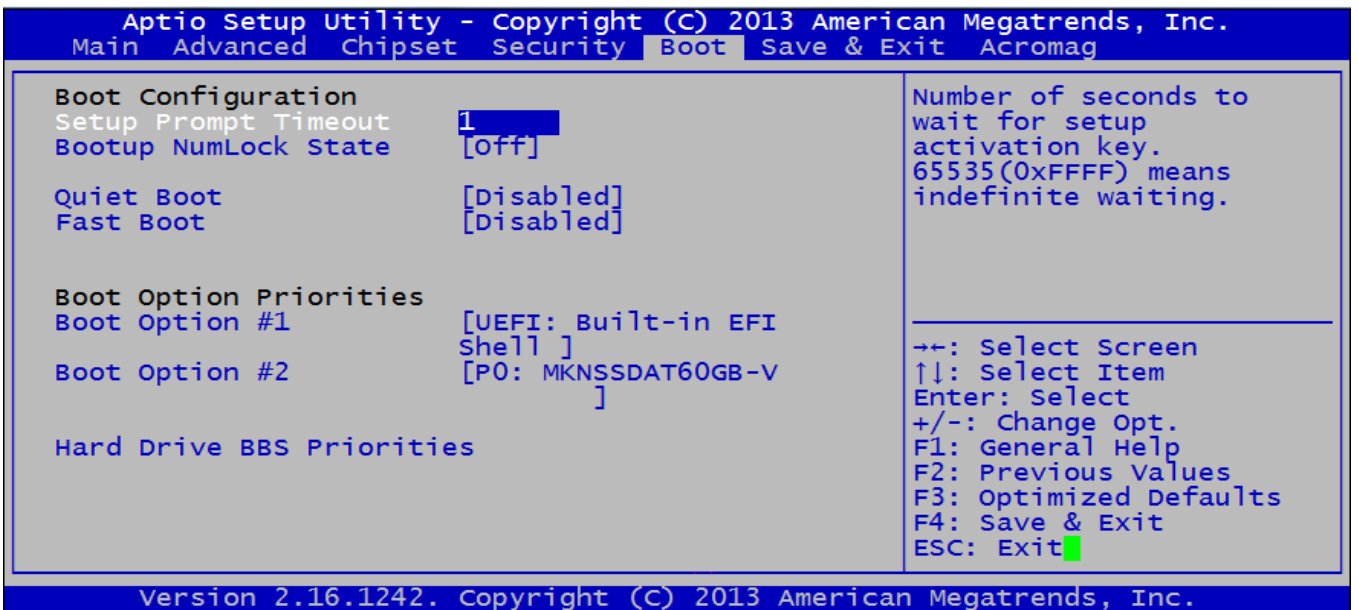 Aptio Setup Utility - Copyright (C) 2013 American Megatrends, Inc.
Main Advanced Chipset Security Boot Save & Exit Acromag
Boot Configuration
Setup Prompt Timeout 1
Bootup NumLock State [Off]
Quiet Boot [Disabled]
Fast Boot [Disabled]
Boot Option Priorities
Boot Option #1 [UEFI: Built-in EFI
Shell ]
Boot Option #2 [P0: MKNSSDAT60GB-V
]
Hard Drive BBS Priorities
Number of seconds to
wait for setup
activation key.
65535(0xFFFF) means
indefinite waiting.
→←: Select Screen
↑↓: Select Item
Enter: Select
+/-: Change Opt.
F1: General Help
F2: Previous Values
F3: Optimized Defaults
F4: Save & Exit
ESC: Exit
Version 2.16.1242. Copyright (C) 2013 American Megatrends, Inc.